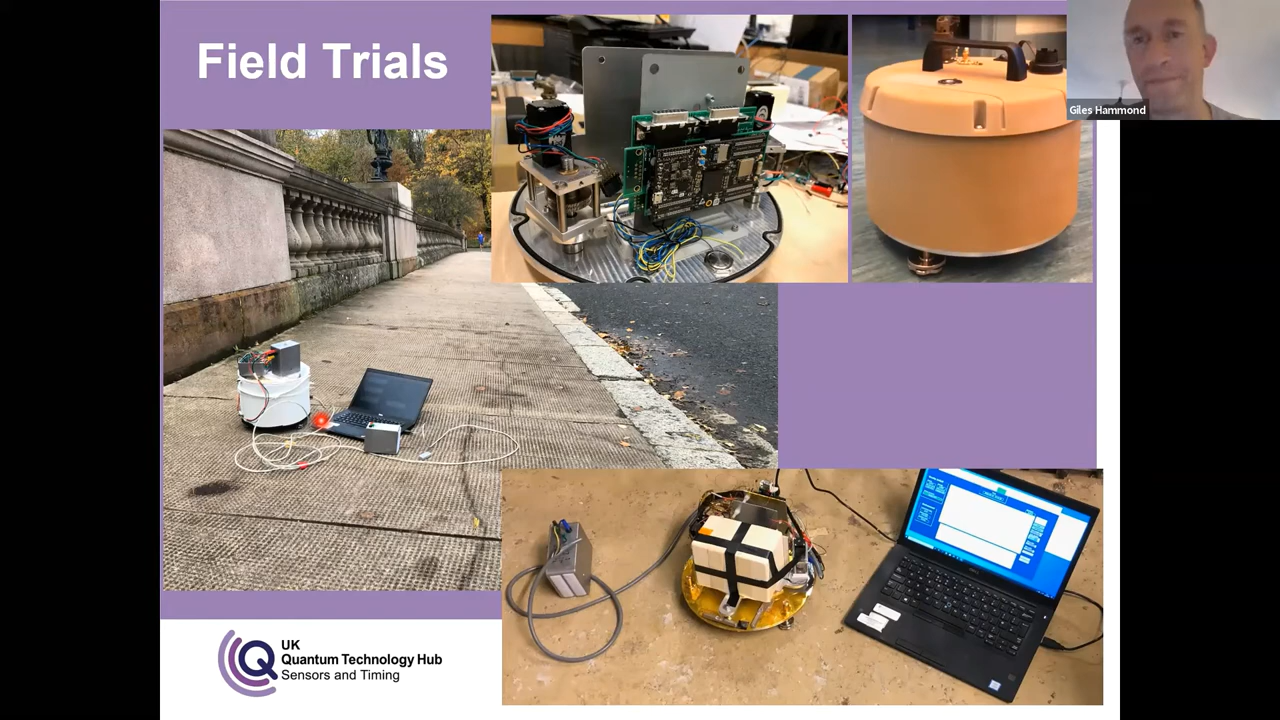 Field Trials
Giles Hammond
UK
Quantum Technology Hub
Sensors and Timing